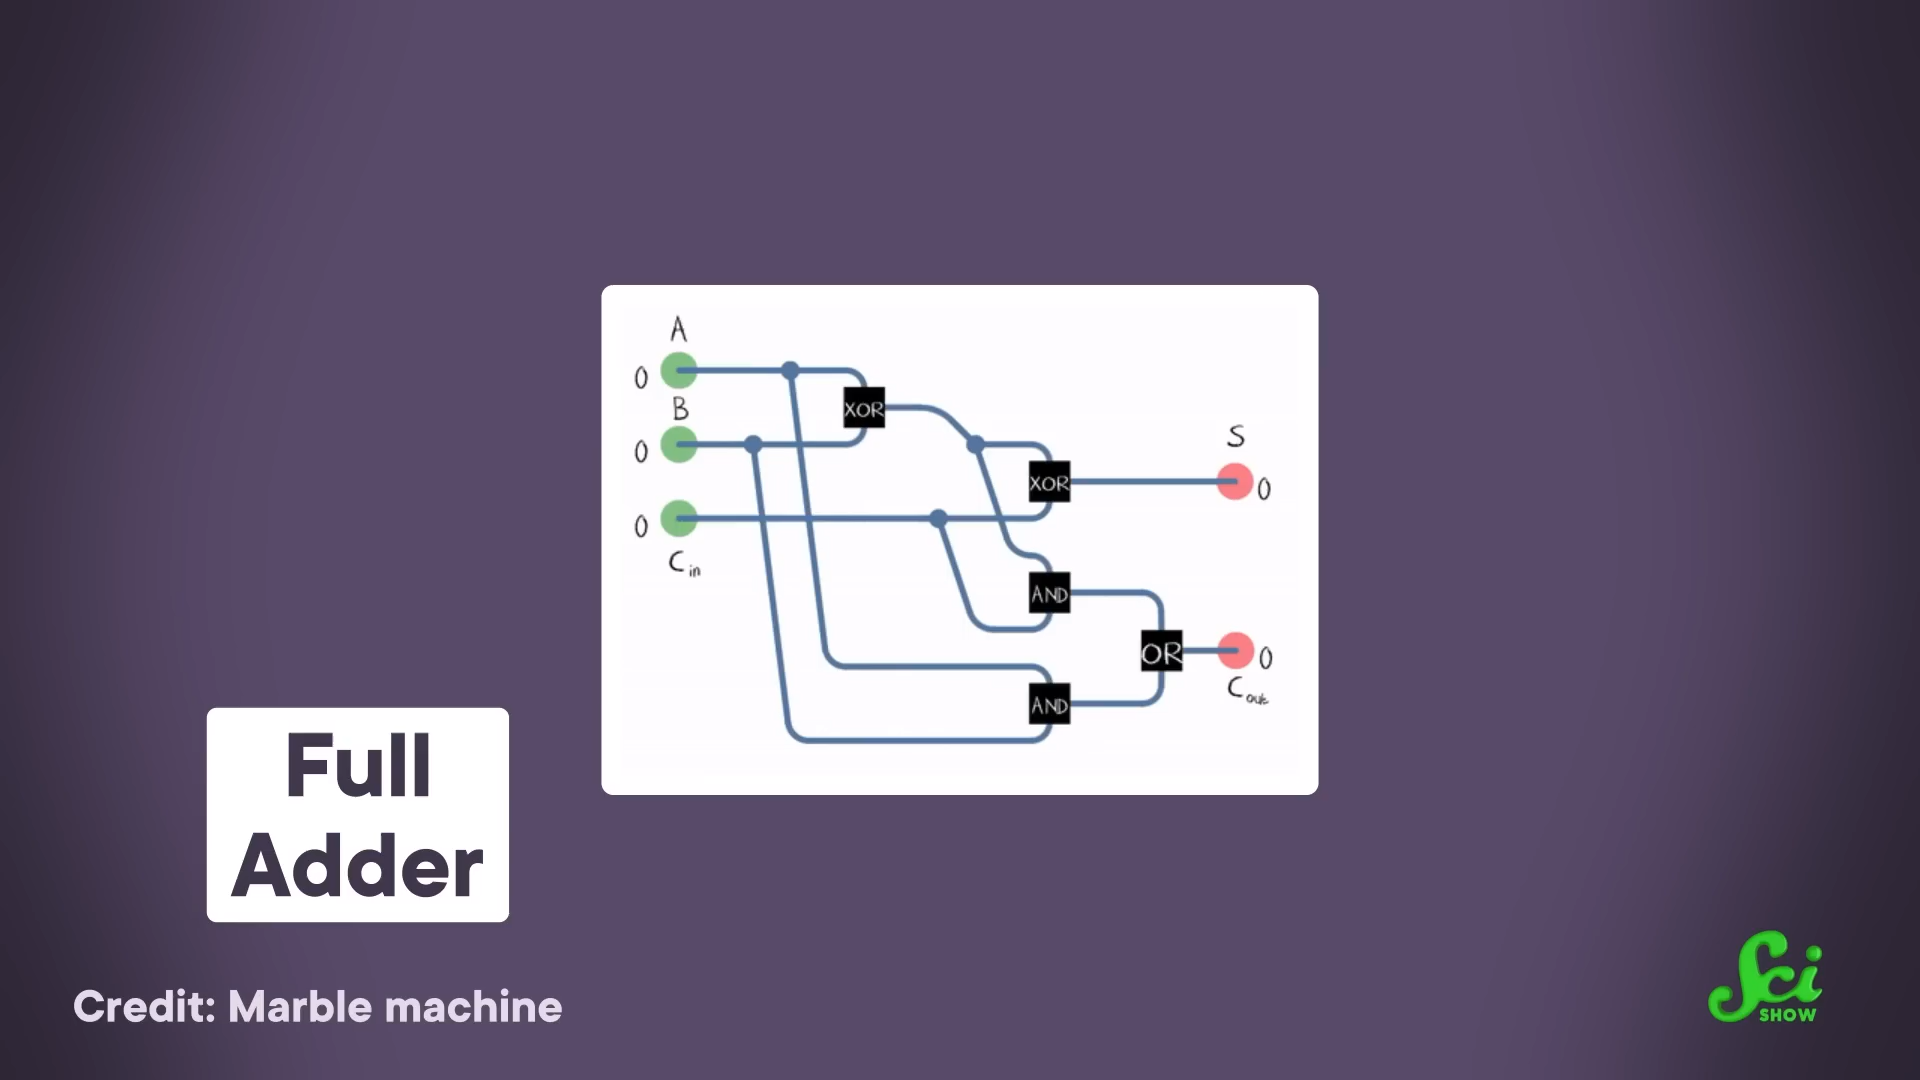 A
0
XOR
B
0
S
XOR
0
0
C in
AND
OR
0
C out
AND
Full
Adder
Credit: Marble machine
Sci
SHOW